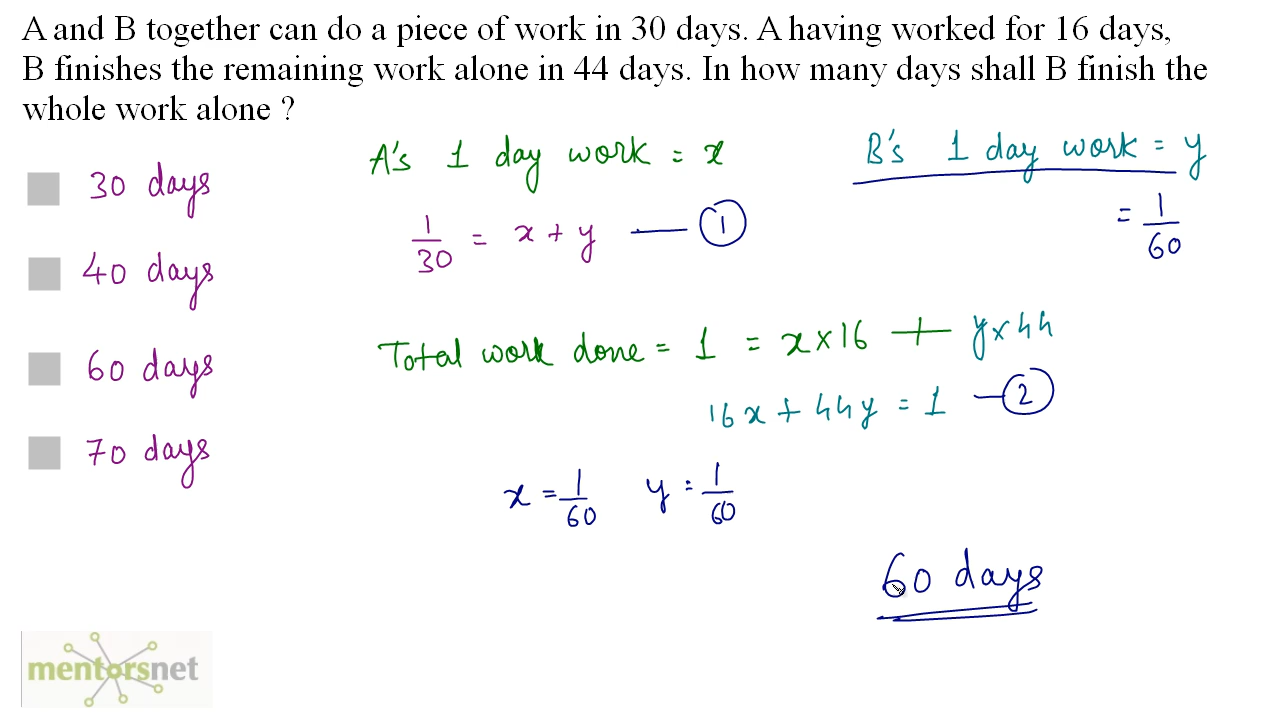 A and B together can do a piece of work in 30 days. A having worked for 16 days,
B finishes the remaining work alone in 44 days. In how many days shall B finish the
whole work alone ?
30 days
40 days
60 days
70 days
A's 1 day work = x
B's 1 day work = y
= 1/60
1/30 = x + y — 1
Total work done = 1 = x×16 + y×44
16x + 44y = 1 — 2
x = 1/60 y = 1/60
60 days
mentorsnet